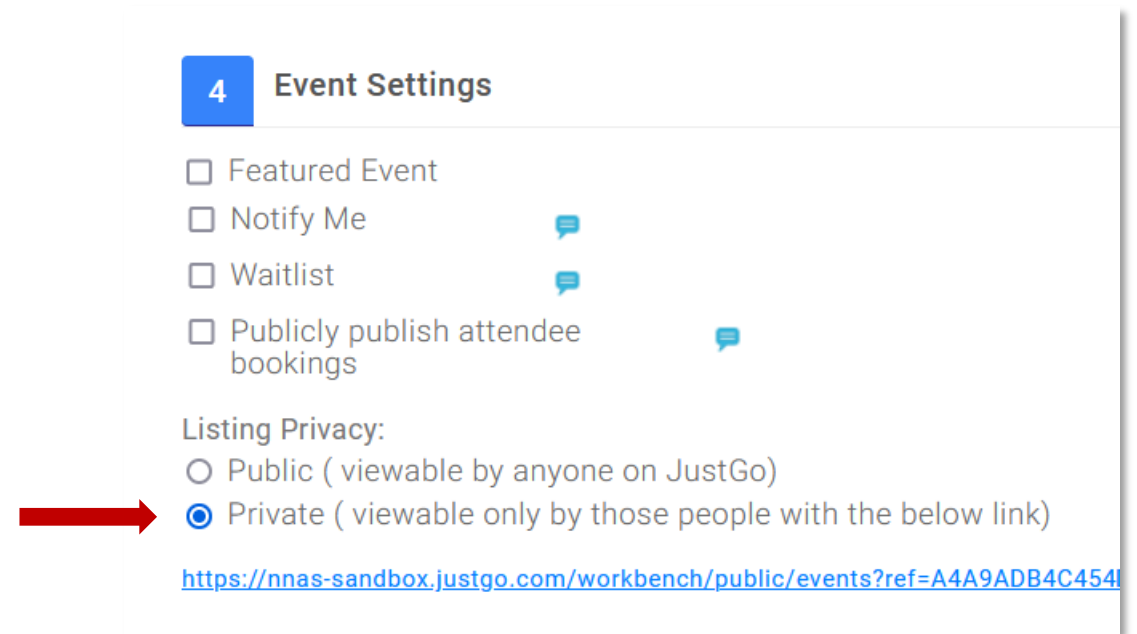 4 Event Settings
Featured Event
Notify Me
Waitlist
Publicly publish attendee
bookings
Listing Privacy:
Public ( viewable by anyone on JustGo)
Private ( viewable only by those people with the below link)
https://nnas-sandbox.justgo.com/workbench/public/events?ref=A4A9ADB4C454